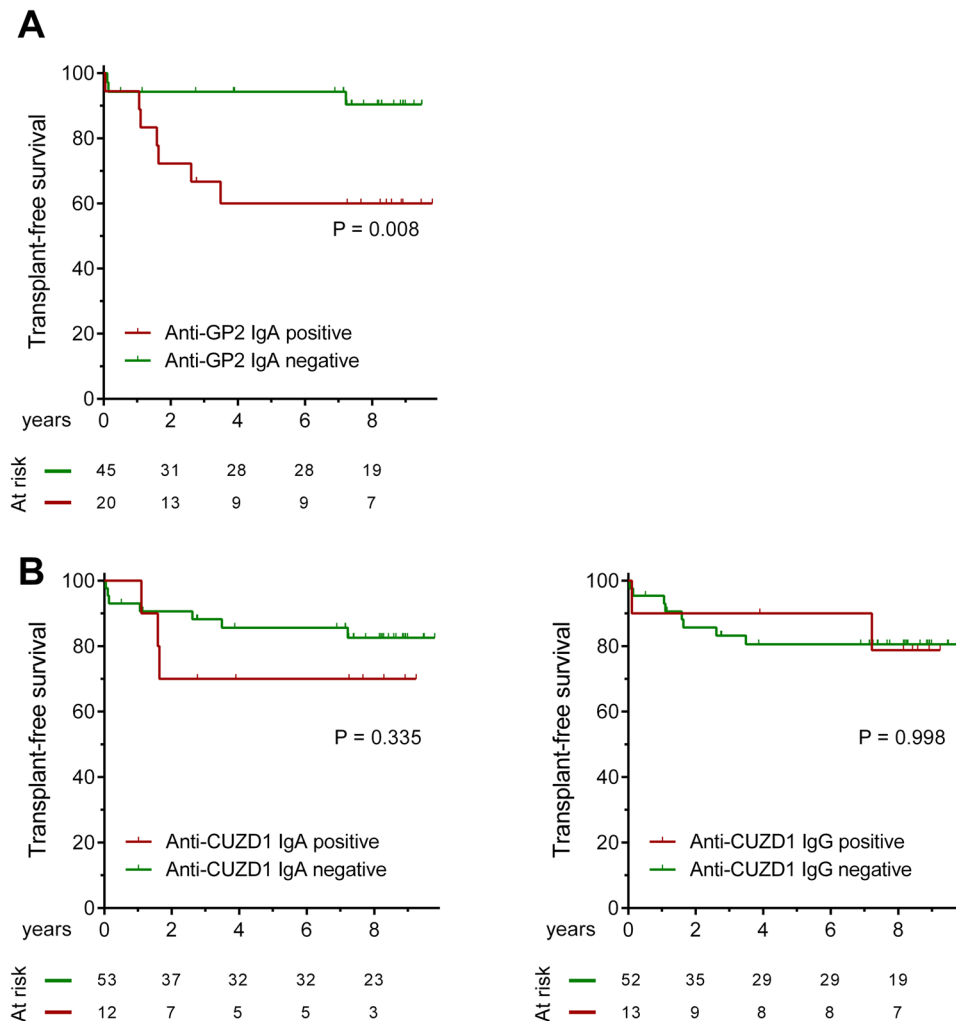 A
Transplant-free survival
100
80
60
40
20
0
P = 0.008
Anti-GP2 IgA positive
Anti-GP2 IgA negative
years 0 2 4 6 8
At risk
45 31 28 28 19
20 13 9 9 7
B
Transplant-free survival
100
80
60
40
20
0
P = 0.335
Anti-CUZD1 IgA positive
Anti-CUZD1 IgA negative
years 0 2 4 6 8
At risk
53 37 32 32 23
12 7 5 5 3
Transplant-free survival
100
80
60
40
20
0
P = 0.998
Anti-CUZD1 IgG positive
Anti-CUZD1 IgG negative
years 0 2 4 6 8
At risk
52 35 29 29 19
13 9 8 8 7